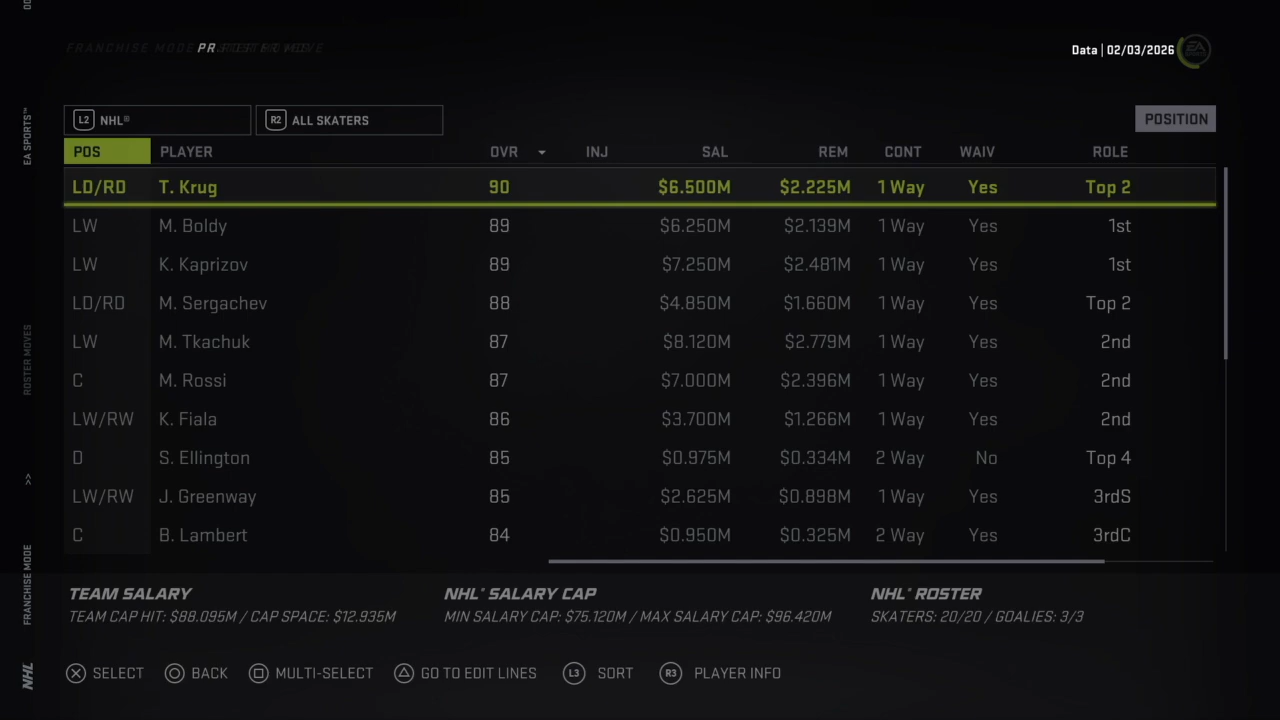 FRANCHISE MODE PR
Data | 02/03/2026
EA SPORTS™
ROSTER MOVES
>>
FRANCHISE MODE
NHL
L2 NHL® R2 ALL SKATERS POSITION
POS PLAYER OVR INJ SAL REM CONT WAIV ROLE
LD/RD T. Krug 90 $6.500M $2.225M 1 Way Yes Top 2
LW M. Boldy 89 $6.250M $2.139M 1 Way Yes 1st
LW K. Kaprizov 89 $7.250M $2.481M 1 Way Yes 1st
LD/RD M. Sergachev 88 $4.850M $1.660M 1 Way Yes Top 2
LW M. Tkachuk 87 $8.120M $2.779M 1 Way Yes 2nd
C M. Rossi 87 $7.000M $2.396M 1 Way Yes 2nd
LW/RW K. Fiala 86 $3.700M $1.266M 1 Way Yes 2nd
D S. Ellington 85 $0.975M $0.334M 2 Way No Top 4
LW/RW J. Greenway 85 $2.625M $0.898M 1 Way Yes 3rdS
C B. Lambert 84 $0.950M $0.325M 2 Way Yes 3rdC
TEAM SALARY NHL® SALARY CAP NHL® ROSTER
TEAM CAP HIT: $88.095M / CAP SPACE: $12.935M MIN SALARY CAP: $75.120M / MAX SALARY CAP: $96.420M SKATERS: 20/20 / GOALIES: 3/3
SELECT BACK MULTI-SELECT GO TO EDIT LINES L3 SORT R3 PLAYER INFO